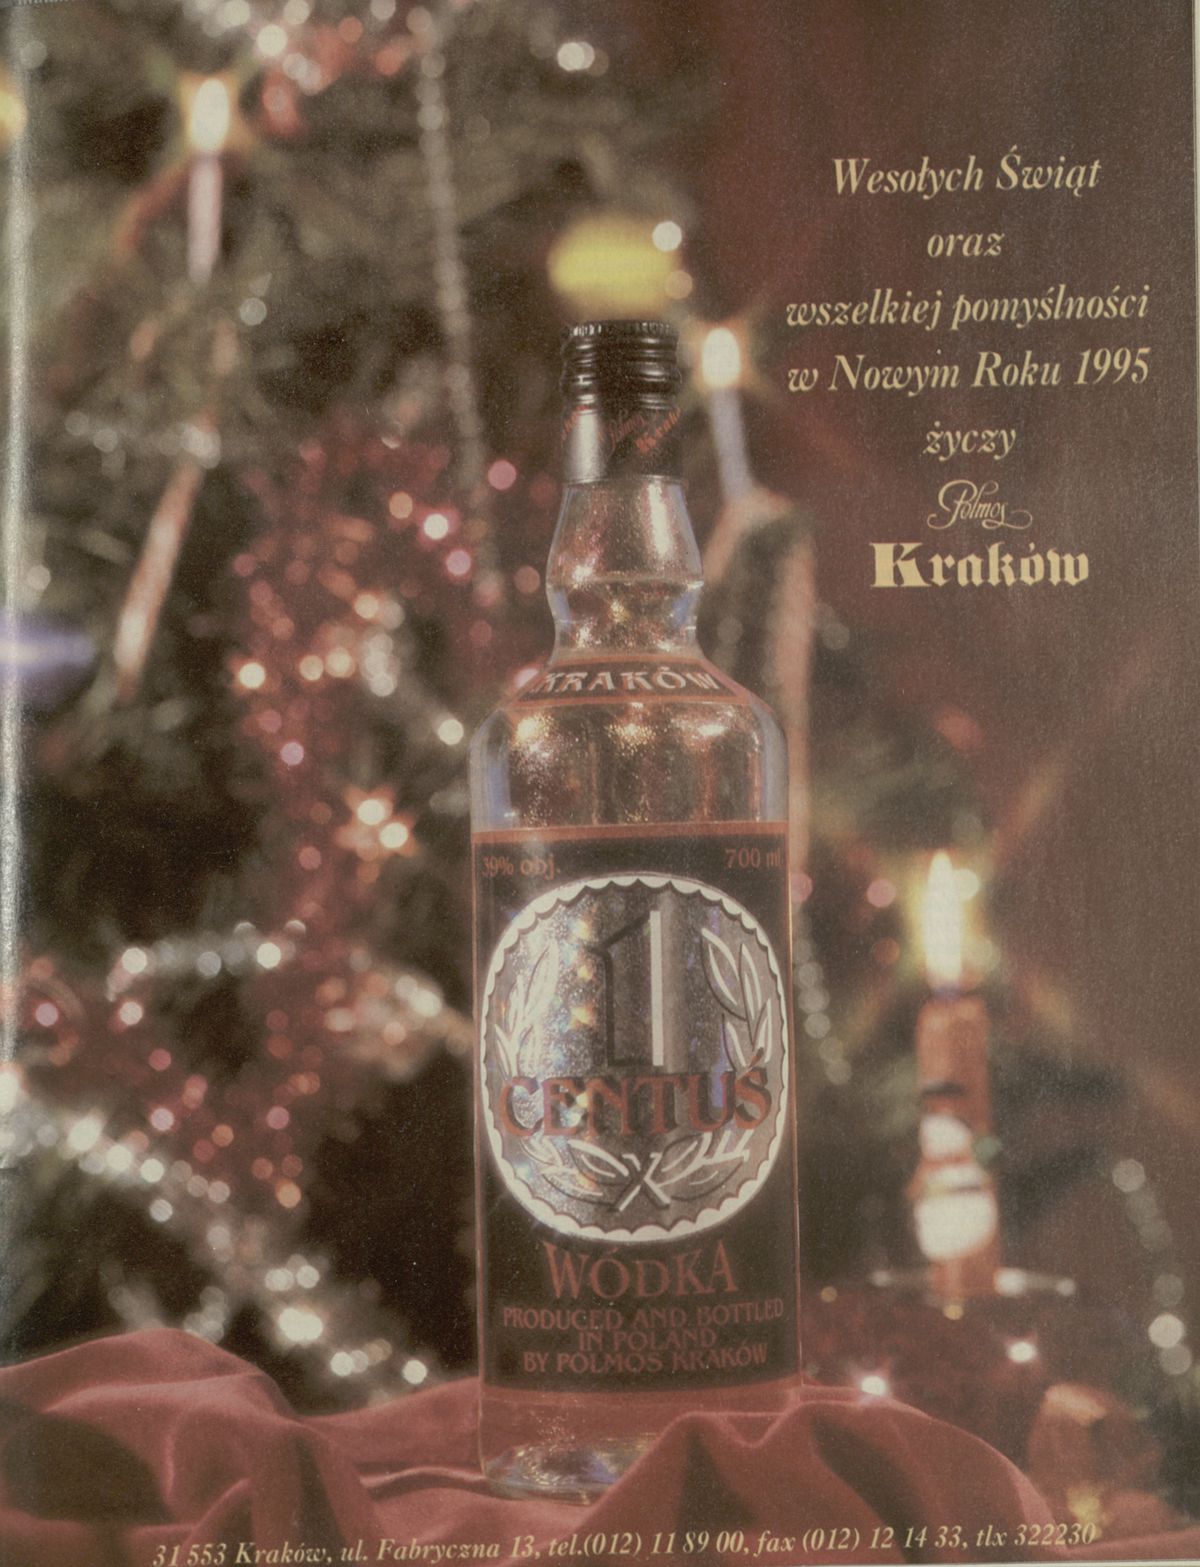 Wesołych Świąt
oraz
wszelkiej pomyślności
w Nowym Roku 1995
życzy
Polmos
Kraków
KRAKÓW
39% obj. 700 ml
1
CENTUŚ
WÓDKA
PRODUCED AND BOTTLED
IN POLAND
BY POLMOS KRAKÓW
31 553 Kraków, ul. Fabryczna 13, tel.(012) 11 89 00, fax (012) 12 14 33, tlx 322230